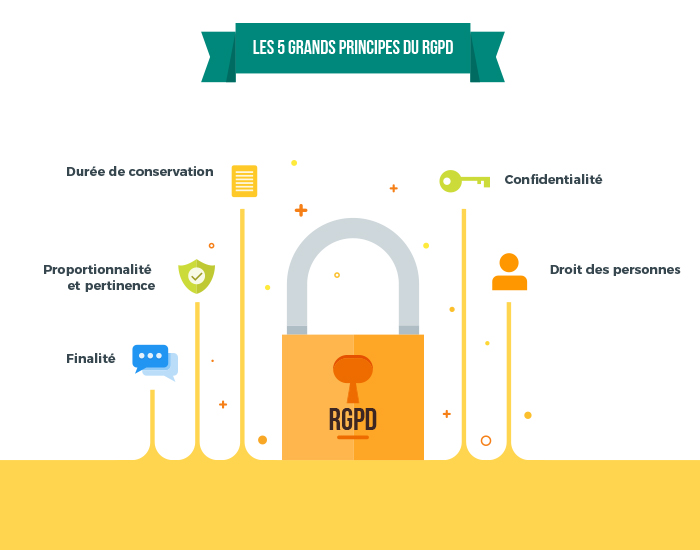 LES 5 GRANDS PRINCIPES DU RGPD
Durée de conservation
Confidentialité
Proportionnalité
et pertinence
Droit des personnes
Finalité
RGPD